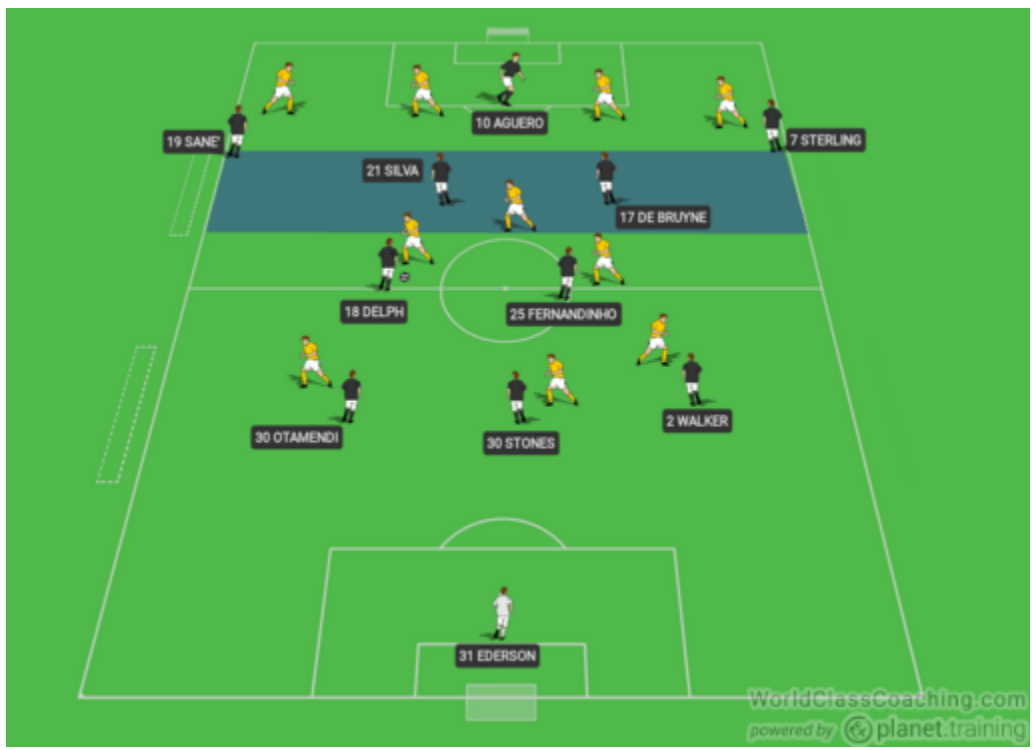 10 AGUERO
19 SANE'
7 STERLING
21 SILVA
17 DE BRUYNE
18 DELPH
25 FERNANDINHO
30 OTAMENDI
30 STONES
2 WALKER
31 EDERSON
WorldClassCoaching.com
powered by planet.training